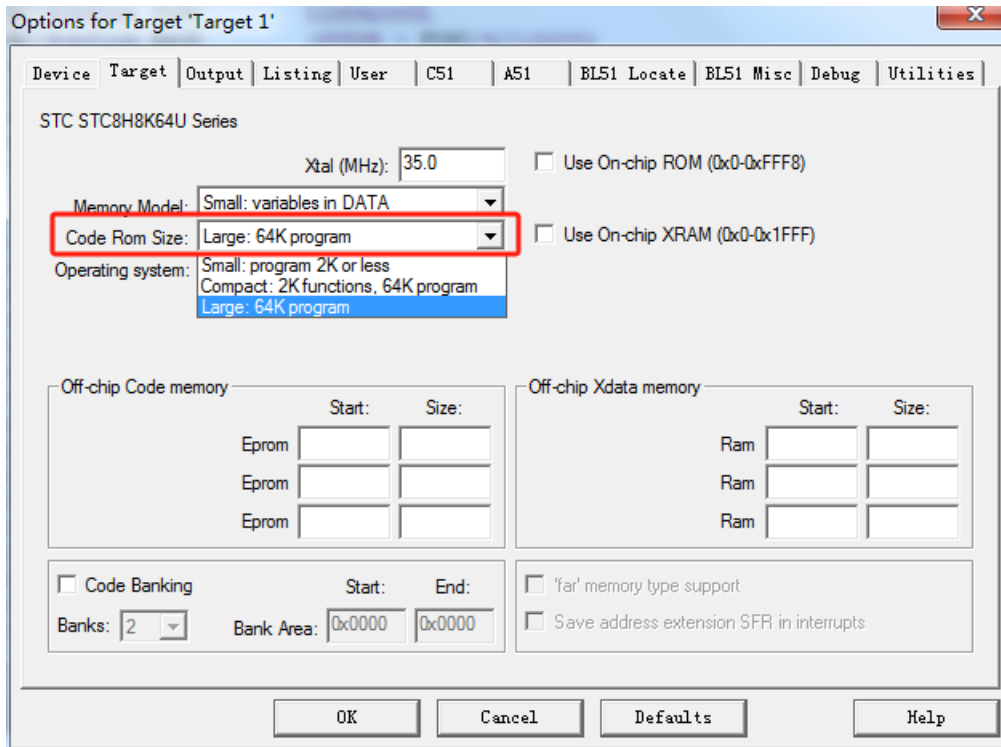 Options for Target 'Target 1'
Device Target Output Listing User C51 A51 BL51 Locate BL51 Misc Debug Utilities
STC STC8H8K64U Series
Xtal (MHz): 35.0 Use On-chip ROM (0x0-0xFFF8)
Memory Model: Small: variables in DATA
Code Rom Size: Large: 64K program Use On-chip XRAM (0x0-0x1FFF)
Operating system: Small: program 2K or less
Compact: 2K functions, 64K program
Large: 64K program
Off-chip Code memory Off-chip Xdata memory
Start: Size: Start: Size:
Eprom Ram
Eprom Ram
Eprom Ram
Code Banking Start: End: 'far' memory type support
Banks: 2 Bank Area: 0x0000 0x0000 Save address extension SFR in interrupts
OK Cancel Defaults Help